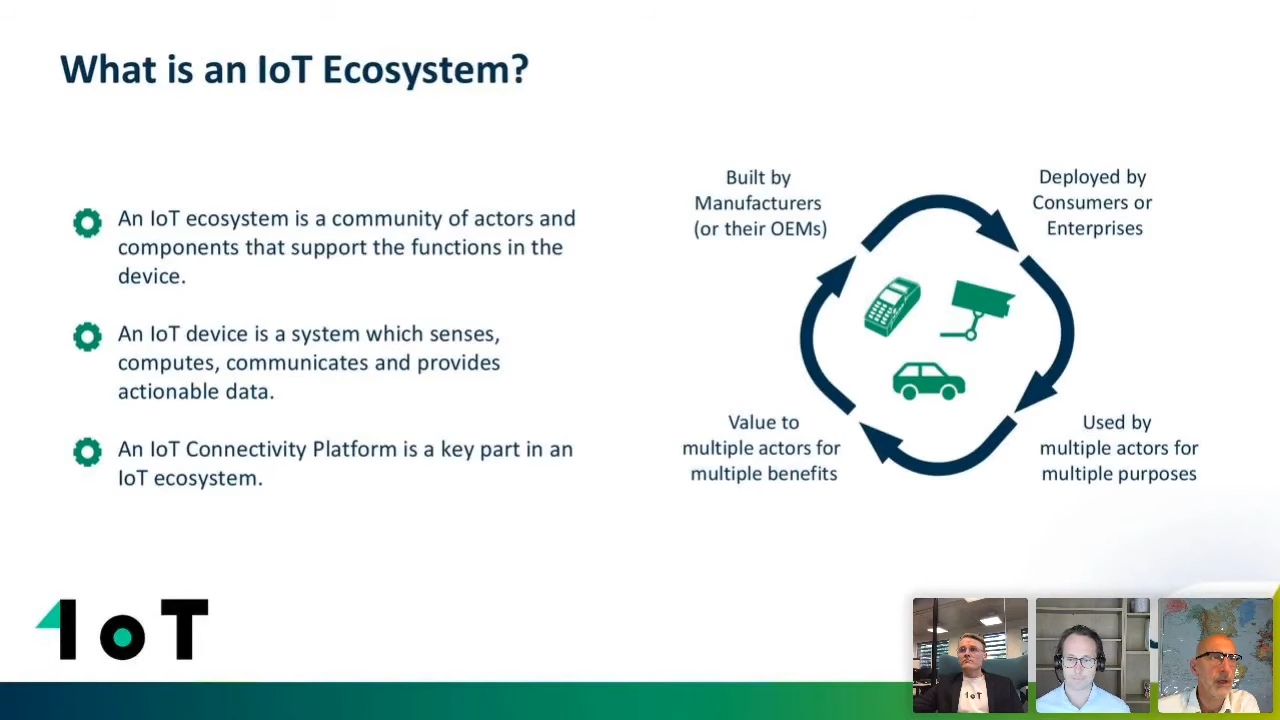 What is an IoT Ecosystem?
An IoT ecosystem is a community of actors and
components that support the functions in the
device.
An IoT device is a system which senses,
computes, communicates and provides
actionable data.
An IoT Connectivity Platform is a key part in an
IoT ecosystem.
Built by
Manufacturers
(or their OEMs)
Deployed by
Consumers or
Enterprises
Value to
multiple actors for
multiple benefits
Used by
multiple actors for
multiple purposes
1oT
1oT